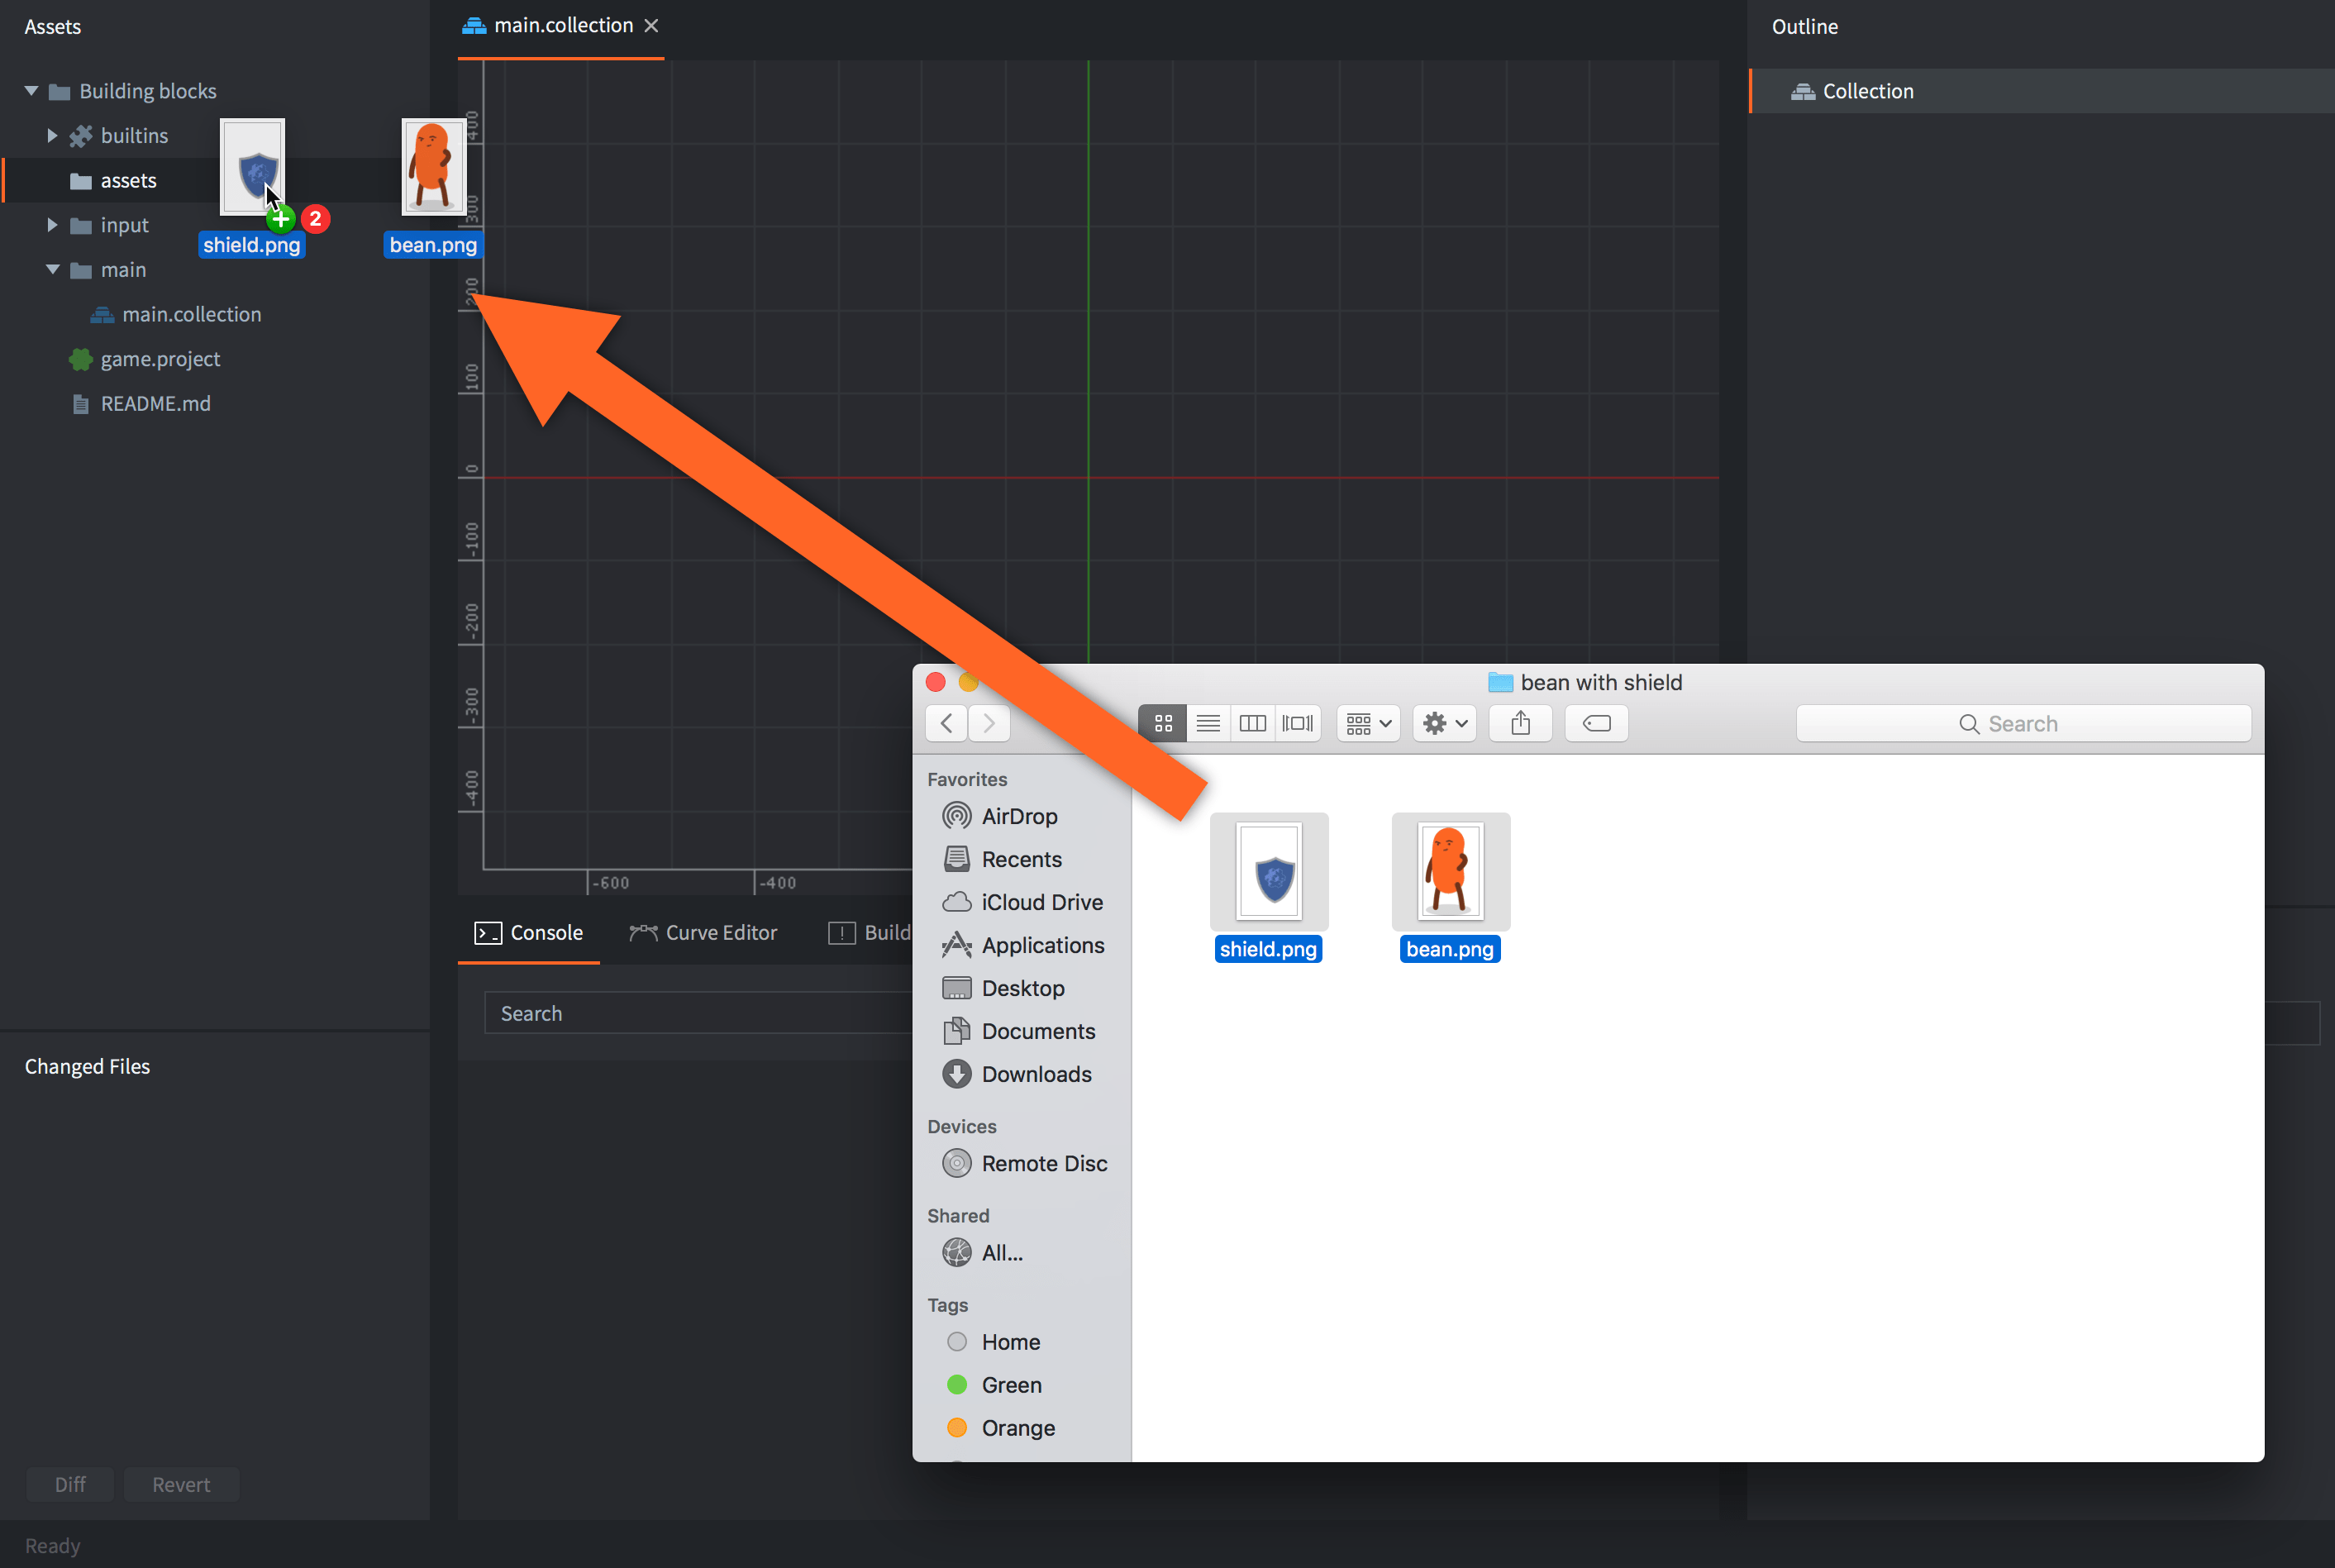 Assets
Building blocks
builtins
assets
input
main
main.collection
game.project
README.md
shield.png
2
bean.png
Changed Files
Diff
Revert
Ready
main.collection
400
300
200
100
0
-100
-200
-300
-400
-600
-400
Console
Curve Editor
Build
Search
Outline
Collection
bean with shield
Search
Favorites
AirDrop
Recents
iCloud Drive
Applications
Desktop
Documents
Downloads
Devices
Remote Disc
Shared
All...
Tags
Home
Green
Orange
shield.png
bean.png